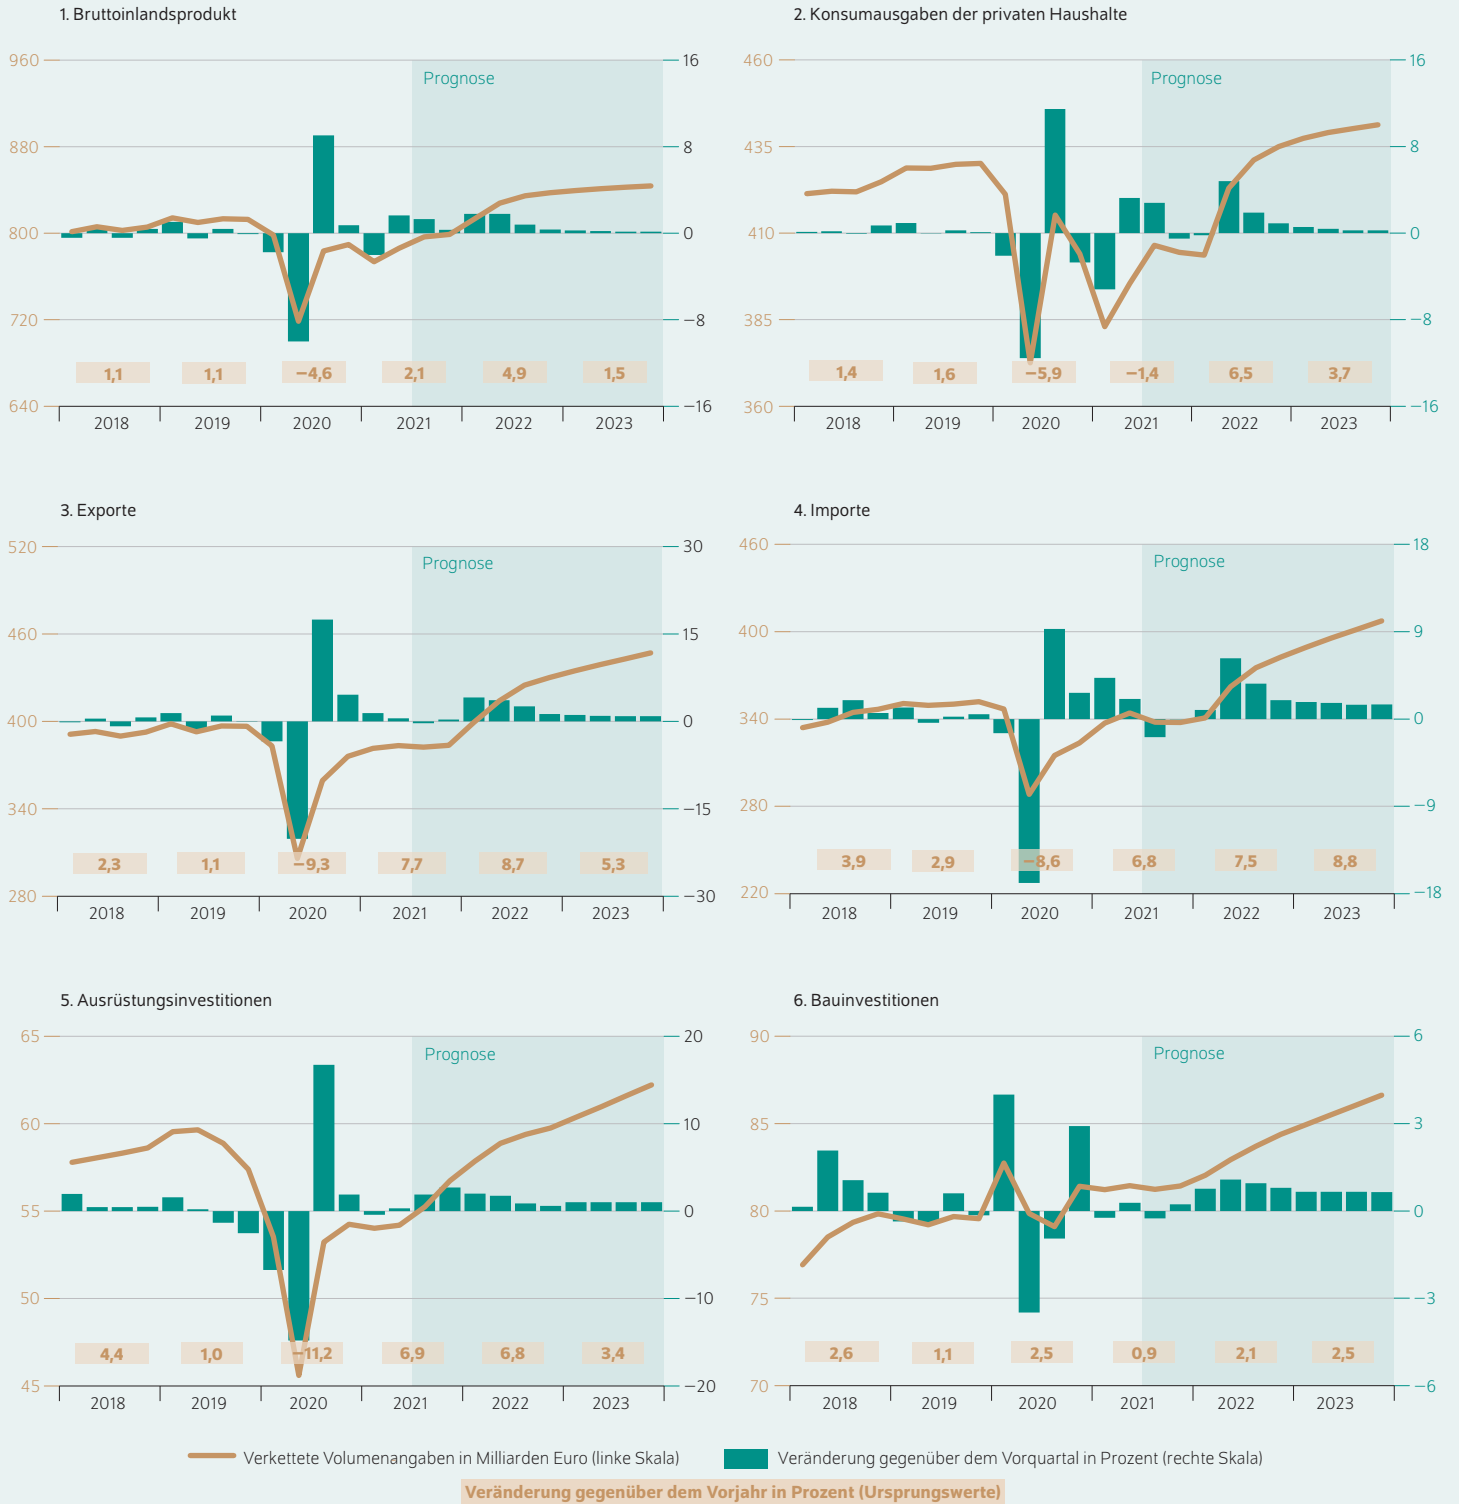 1. Bruttoinlandsprodukt
960
880
800
720
640
16
8
0
−8
−16
Prognose
1,1 1,1 −4,6 2,1 4,9 1,5
2018 2019 2020 2021 2022 2023
2. Konsumausgaben der privaten Haushalte
460
435
410
385
360
16
8
0
−8
−16
Prognose
1,4 1,6 −5,9 −1,4 6,5 3,7
2018 2019 2020 2021 2022 2023
3. Exporte
520
460
400
340
280
30
15
0
−15
−30
Prognose
2,3 1,1 −9,3 7,7 8,7 5,3
2018 2019 2020 2021 2022 2023
4. Importe
460
400
340
280
220
18
9
0
−9
−18
Prognose
3,9 2,9 −8,6 6,8 7,5 8,8
2018 2019 2020 2021 2022 2023
5. Ausrüstungsinvestitionen
65
60
55
50
45
20
10
0
−10
−20
Prognose
4,4 1,0 −11,2 6,9 6,8 3,4
2018 2019 2020 2021 2022 2023
6. Bauinvestitionen
90
85
80
75
70
6
3
0
−3
−6
Prognose
2,6 1,1 2,5 0,9 2,1 2,5
2018 2019 2020 2021 2022 2023
Verkettete Volumenangaben in Milliarden Euro (linke Skala)
Veränderung gegenüber dem Vorquartal in Prozent (rechte Skala)
Veränderung gegenüber dem Vorjahr in Prozent (Ursprungswerte)